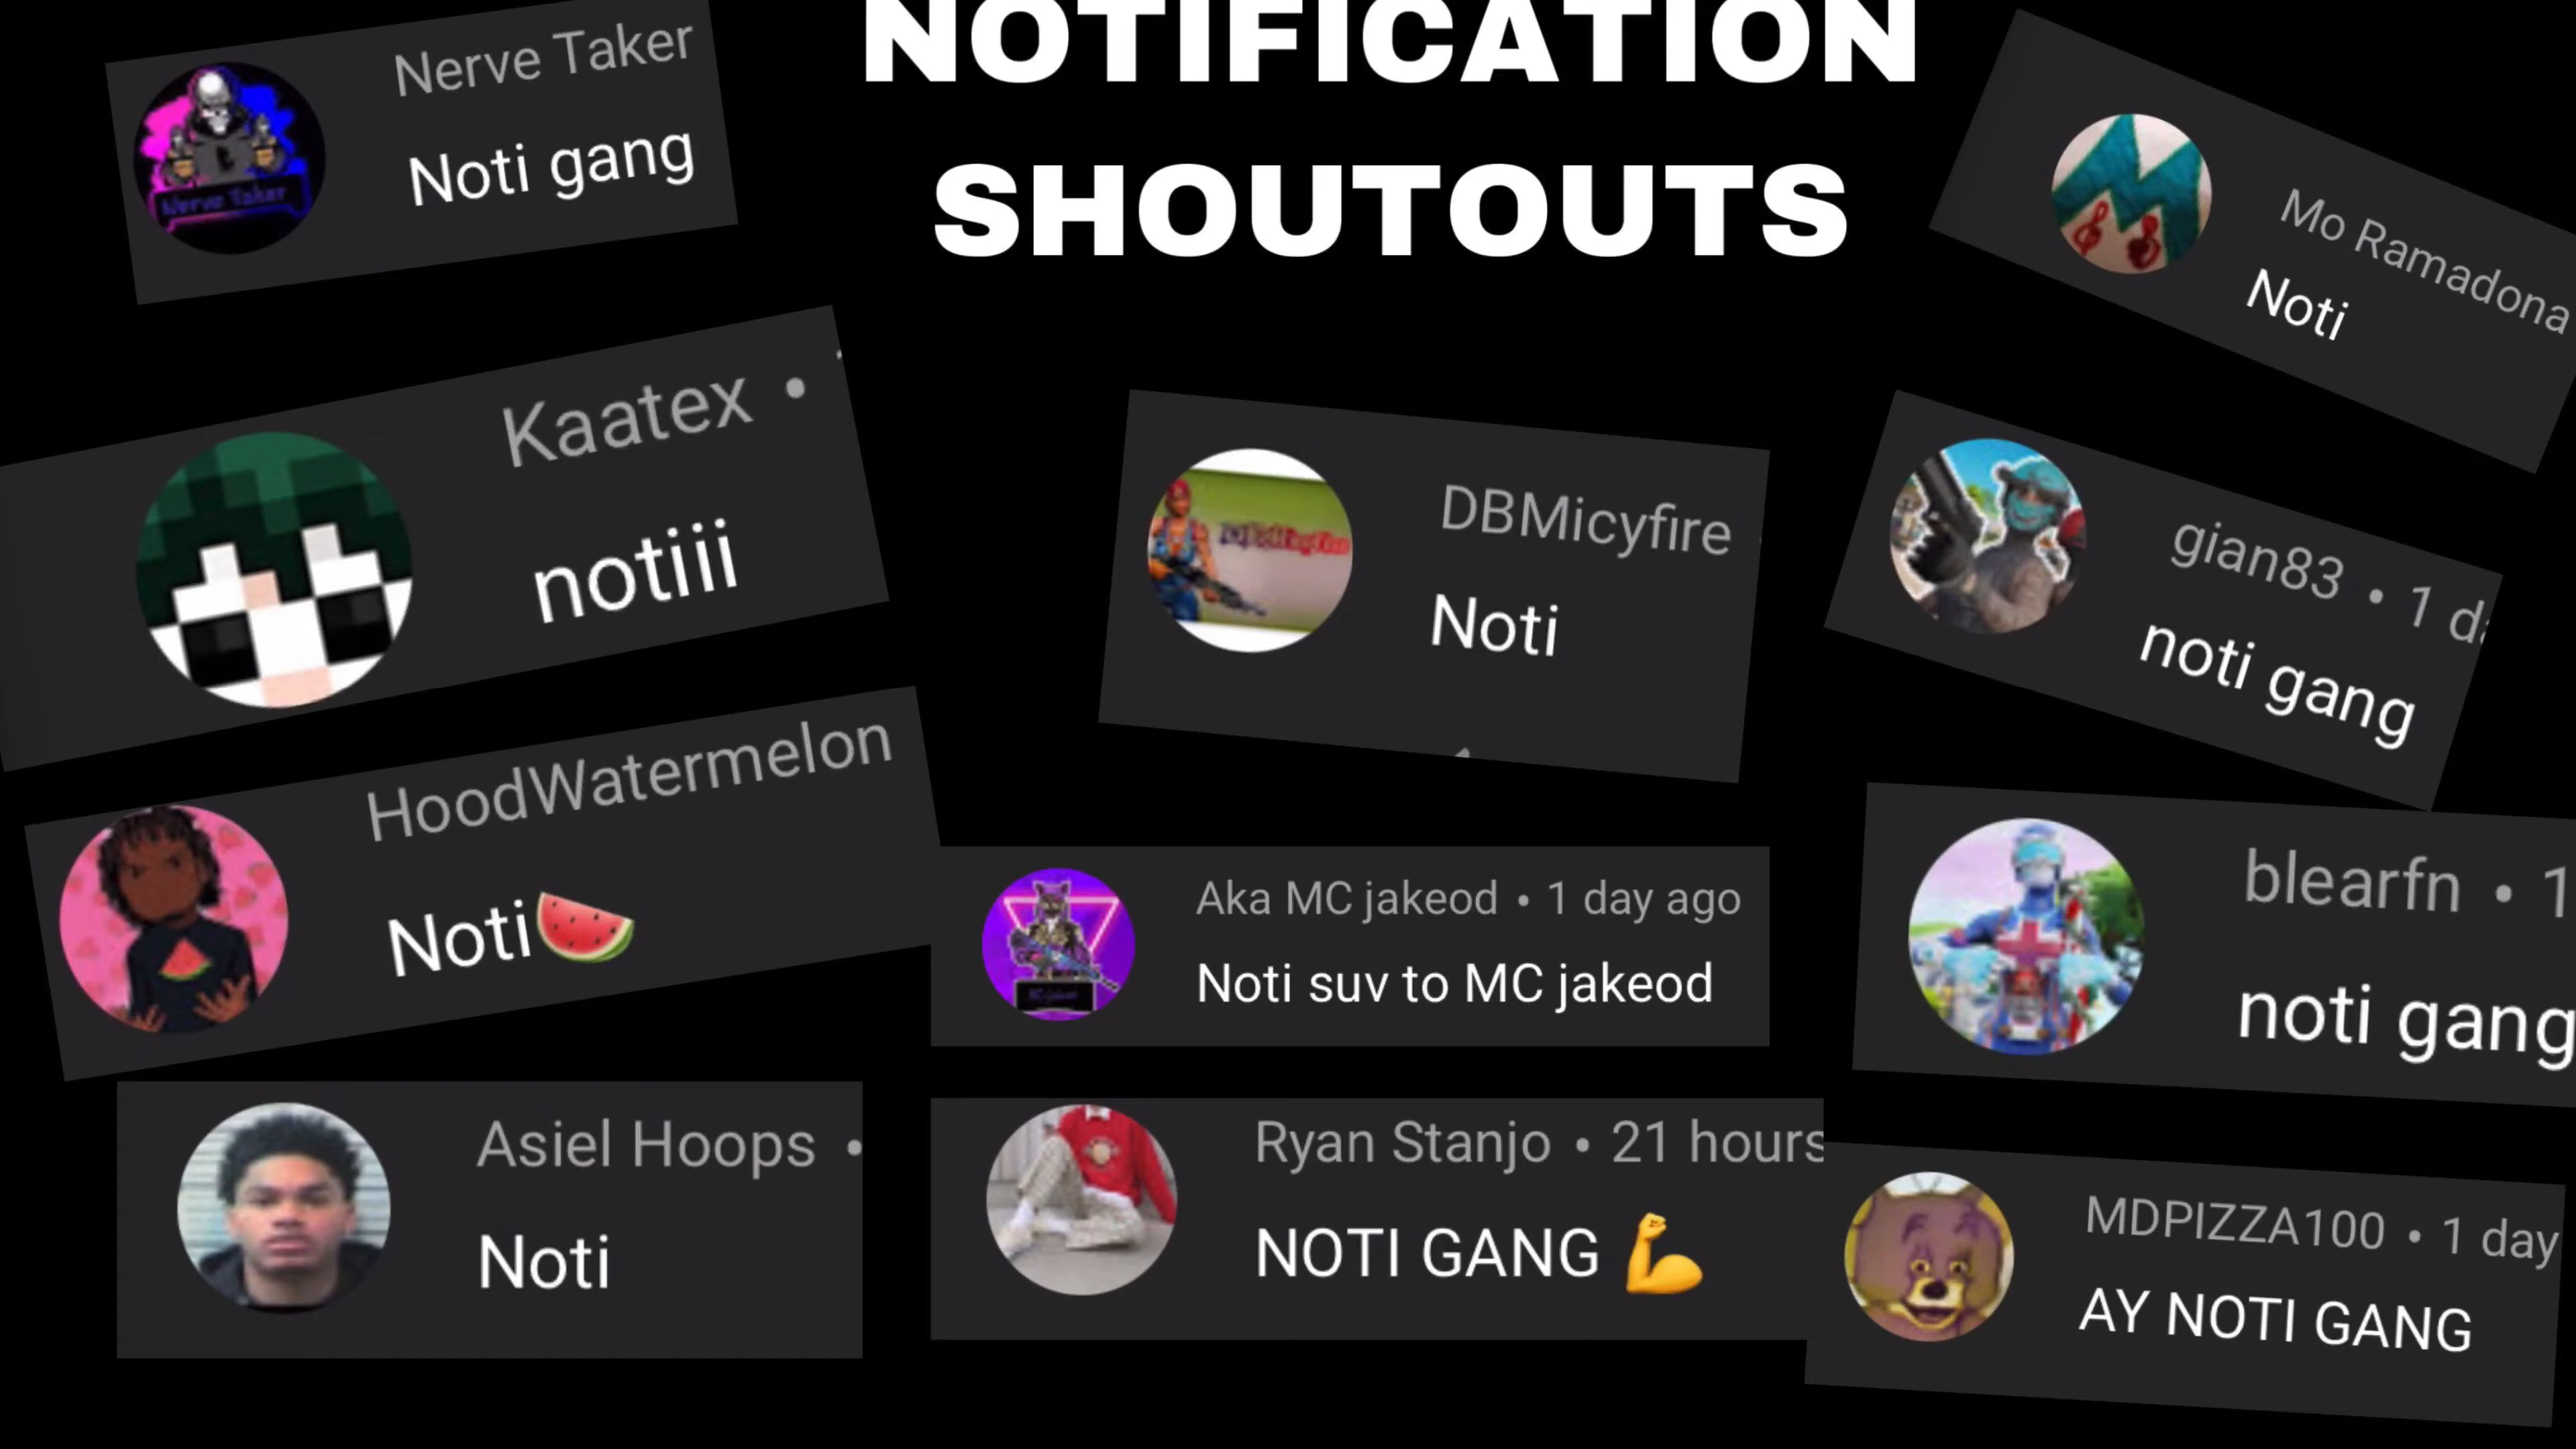 NOTIFICATION
SHOUTOUTS
Nerve Taker
Noti gang
Nerve Taker
Mo Ramadona
Noti
Kaatex •
notiii
DBMicyfire
Noti
gian83 • 1 d
noti gang
HoodWatermelon
Noti🍉
Aka MC jakeod • 1 day ago
Noti suv to MC jakeod
blearfn • 1
noti gang
Asiel Hoops •
Noti
Ryan Stanjo • 21 hours
NOTI GANG 💪
MDPIZZA100 • 1 day
AY NOTI GANG